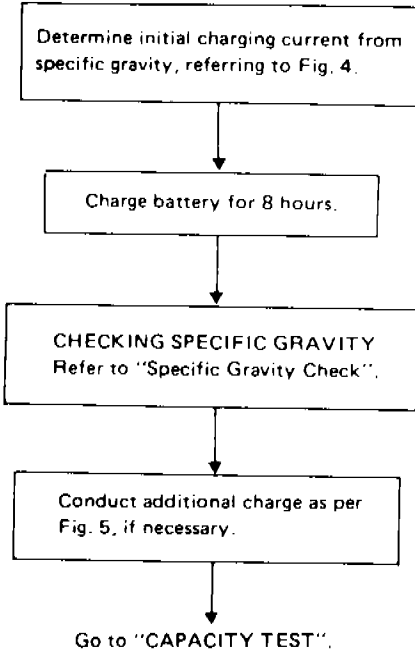 Determine initial charging current from
specific gravity, referring to Fig. 4.
Charge battery for 8 hours.
CHECKING SPECIFIC GRAVITY
Refer to "Specific Gravity Check".
Conduct additional charge as per
Fig. 5, if necessary.
Go to "CAPACITY TEST".